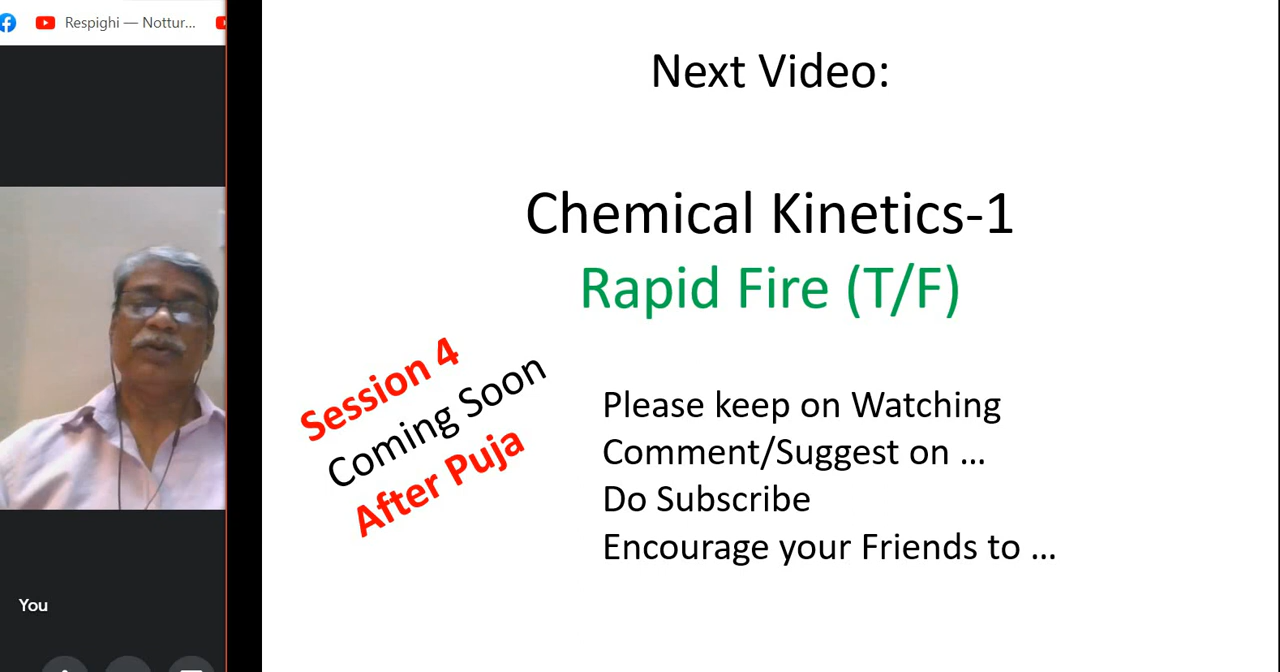 Respighi — Nottur...
Next Video:
Chemical Kinetics-1
Rapid Fire (T/F)
Session 4
Coming Soon
After Puja
Please keep on Watching
Comment/Suggest on ...
Do Subscribe
Encourage your Friends to ...
You